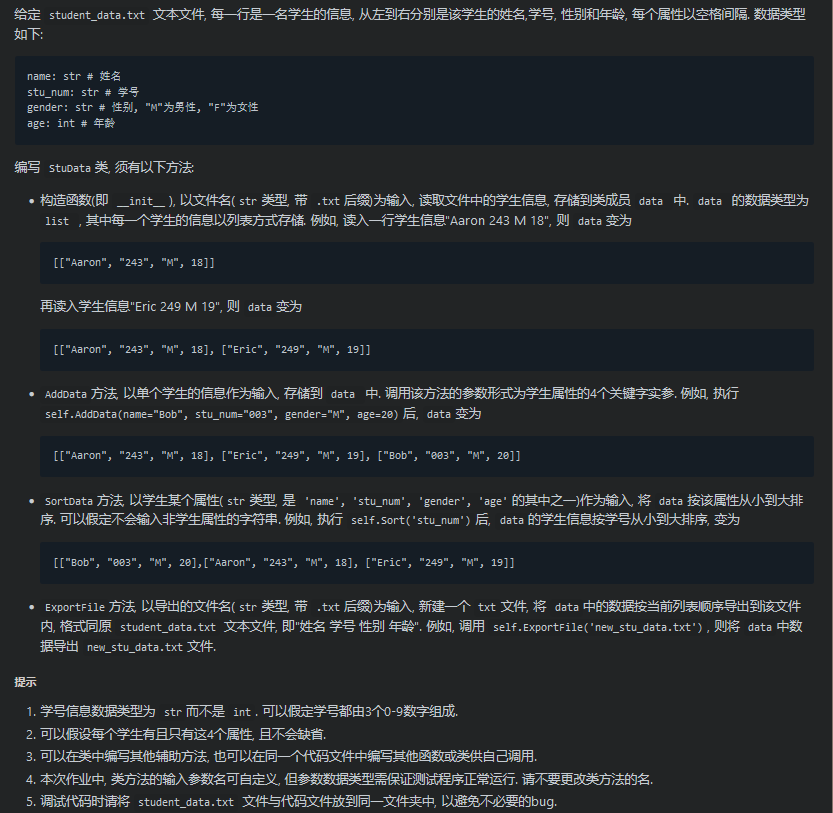 给定 student_data.txt 文本文件, 每一行是一名学生的信息, 从左到右分别是该学生的姓名,学号, 性别和年龄, 每个属性以空格间隔. 数据类型
如下:
name: str # 姓名
stu_num: str # 学号
gender: str # 性别, "M"为男性, "F"为女性
age: int # 年龄
编写 StuData 类, 须有以下方法:
• 构造函数(即 __init__ ), 以文件名( str 类型, 带 .txt 后缀)为输入, 读取文件中的学生信息, 存储到类成员 data 中. data 的数据类型为
list , 其中每一个学生的信息以列表方式存储. 例如, 读入一行学生信息"Aaron 243 M 18", 则 data 变为
[["Aaron", "243", "M", 18]]
再读入学生信息"Eric 249 M 19", 则 data 变为
[["Aaron", "243", "M", 18], ["Eric", "249", "M", 19]]
• AddData 方法, 以单个学生的信息作为输入, 存储到 data 中. 调用该方法的参数形式为学生属性的4个关键字实参. 例如, 执行
self.AddData(name="Bob", stu_num="003", gender="M", age=20) 后, data 变为
[["Aaron", "243", "M", 18], ["Eric", "249", "M", 19], ["Bob", "003", "M", 20]]
• SortData 方法, 以学生某个属性( str 类型, 是 'name', 'stu_num', 'gender', 'age' 的其中之一)作为输入, 将 data 按该属性从小到大排
序. 可以假定不会输入非学生属性的字符串. 例如, 执行 self.Sort('stu_num') 后, data 的学生信息按学号从小到大排序, 变为
[["Bob", "003", "M", 20],["Aaron", "243", "M", 18], ["Eric", "249", "M", 19]]
• ExportFile 方法, 以导出的文件名( str 类型, 带 .txt 后缀)为输入, 新建一个 txt 文件, 将 data 中的数据按当前列表顺序导出到该文件
内, 格式同原 student_data.txt 文本文件, 即"姓名 学号 性别 年龄". 例如, 调用 self.ExportFile('new_stu_data.txt') , 则将 data 中数
据导出 new_stu_data.txt 文件.
提示
1. 学号信息数据类型为 str 而不是 int . 可以假定学号都由3个0-9数字组成.
2. 可以假设每个学生有且只有这4个属性, 且不会缺省.
3. 可以在类中编写其他辅助方法, 也可以在同一个代码文件中编写其他函数或类供自己调用.
4. 本次作业中, 类方法的输入参数名可自定义, 但参数数据类型需保证测试程序正常运行. 请不要更改类方法的名.
5. 调试代码时请将 student_data.txt 文件与代码文件放到同一文件夹中, 以避免不必要的bug.